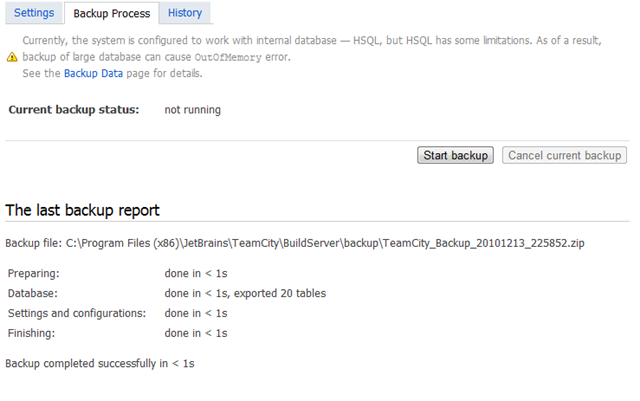 Settings Backup Process History
Currently, the system is configured to work with internal database — HSQL, but HSQL has some limitations. As of a result,
backup of large database can cause OutOfMemory error.
See the Backup Data page for details.
Current backup status: not running
Start backup Cancel current backup
The last backup report
Backup file: C:\Program Files (x86)\JetBrains\TeamCity\BuildServer\backup\TeamCity_Backup_20101213_225852.zip
Preparing: done in < 1s
Database: done in < 1s, exported 20 tables
Settings and configurations: done in < 1s
Finishing: done in < 1s
Backup completed successfully in < 1s